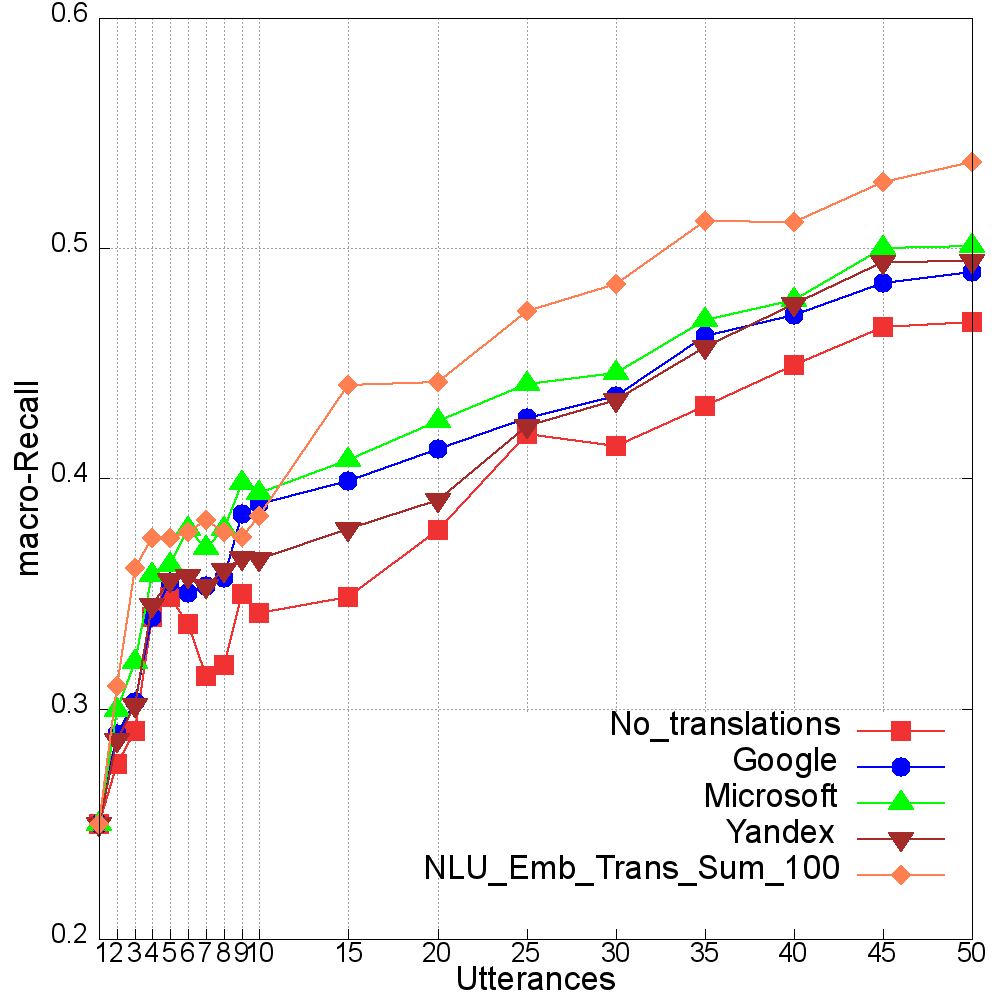 0.6
0.5
0.4
0.3
0.2
macro-Recall
No_translations
Google
Microsoft
Yandex
NLU_Emb_Trans_Sum_100
1 2 3 4 5 6 7 8 9 10 15 20 25 30 35 40 45 50
Utterances